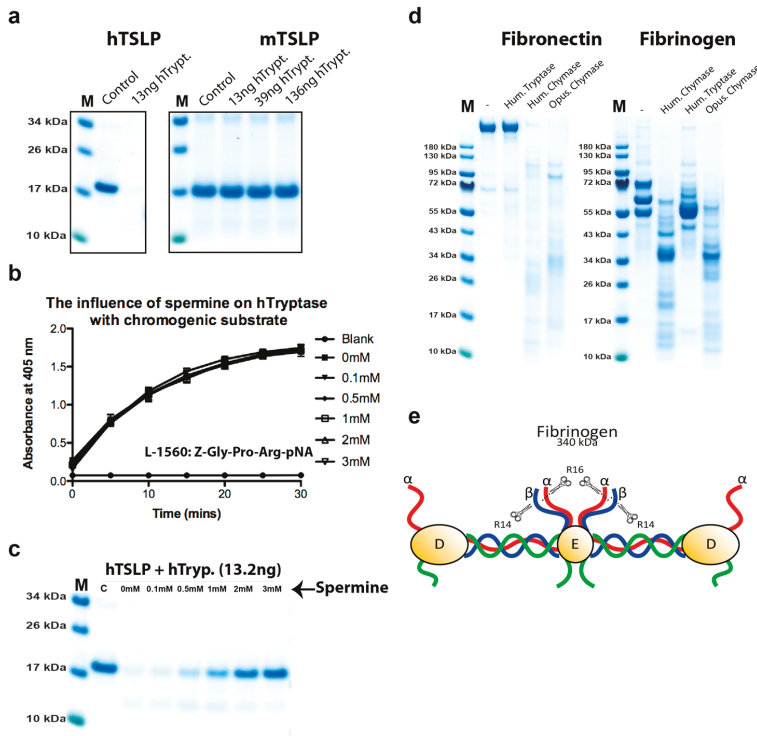 a
hTSLP
mTSLP
M
Control
13ng hTrypt.
M
Control
13ng hTrypt.
39ng hTrypt.
136ng hTrypt.
34 kDa
26 kDa
17 kDa
10 kDa
b
The influence of spermine on hTryptase
with chromogenic substrate
Absorbance at 405 nm
2.0
1.5
1.0
0.5
0.0
0
10
20
30
Time (mins)
L-1560: Z-Gly-Pro-Arg-pNA
Blank
0mM
0.1mM
0.5mM
1mM
2mM
3mM
c
hTSLP + hTryp. (13.2ng)
M
C 0mM 0.1mM 0.5mM 1mM 2mM 3mM
Spermine
34 kDa
26 kDa
17 kDa
10 kDa
d
Fibronectin
Fibrinogen
M
-
Hum. Tryptase
Hum. Chymase
Opus. Chymase
M
-
Hum. Chymase
Hum. Tryptase
Opus. Chymase
180 kDa
130 kDa
95 kDa
72 kDa
55 kDa
43 kDa
34 kDa
26 kDa
17 kDa
10 kDa
180 kDa
130 kDa
95 kDa
72 kDa
55 kDa
43 kDa
34 kDa
26 kDa
17 kDa
10 kDa
e
Fibrinogen
340 kDa
R16
α
β
α
α
β
α
R14
R14
D
E
D